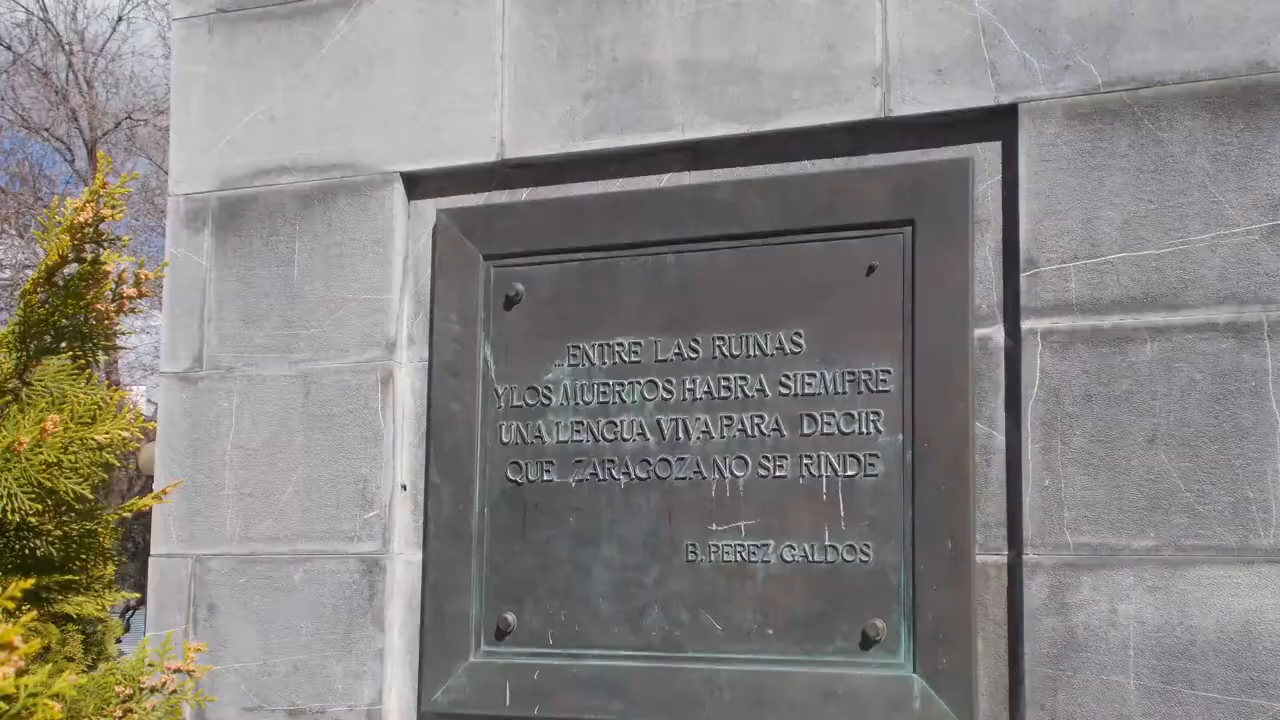 ...ENTRE LAS RUINAS
Y LOS MUERTOS HABRA SIEMPRE
UNA LENGUA VIVA PARA DECIR
QUE ZARAGOZA NO SE RINDE
B. PEREZ GALDOS